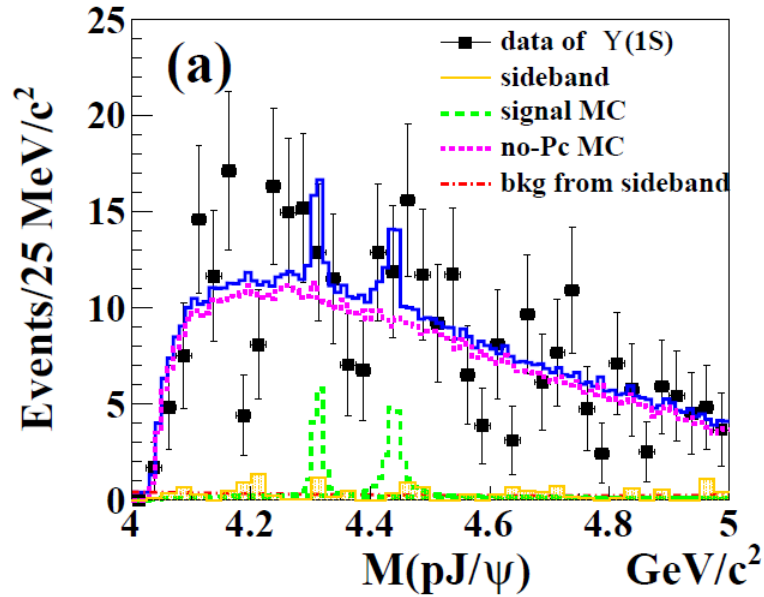 Events/25 MeV/c²
25
20
15
10
5
0
(a)
data of ϒ(1S)
sideband
signal MC
no-Pc MC
bkg from sideband
4 4.2 4.4 4.6 4.8 5
M(pJ/ψ) GeV/c²